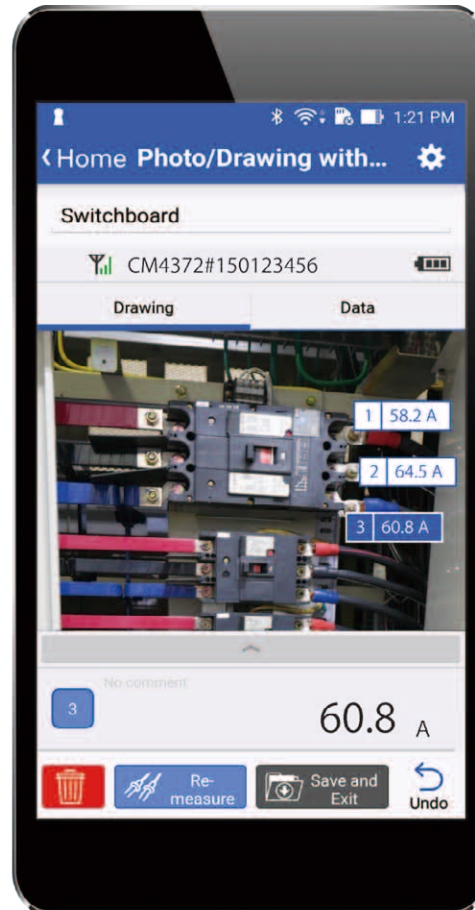 1:21 PM
Home Photo/Drawing with...
Switchboard
CM4372#150123456
Drawing Data
1 58.2 A
2 64.5 A
3 60.8 A
No comment
3
60.8 A
Re-
measure
Save and
Exit
Undo